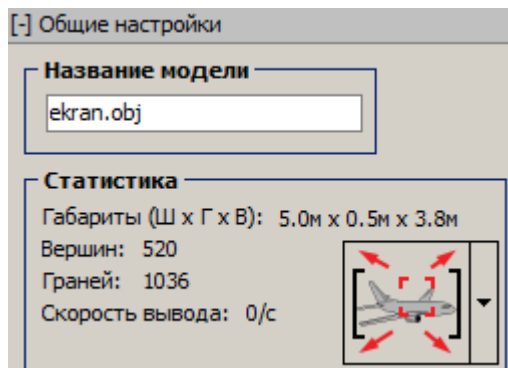 [-] Общие настройки
Название модели
ekran.obj
Статистика
Габариты (Ш х Г х В): 5.0м x 0.5м x 3.8м
Вершин: 520
Граней: 1036
Скорость вывода: 0/с